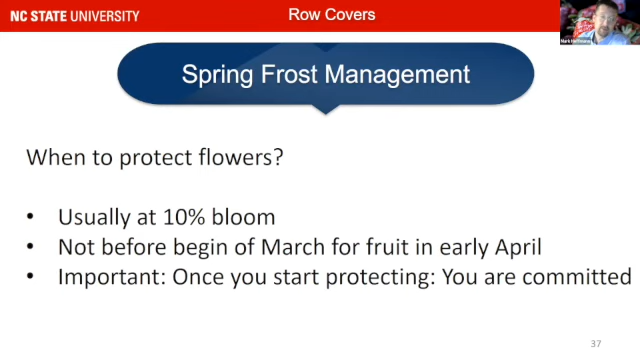 NC STATE UNIVERSITY
Row Covers
Spring Frost Management
When to protect flowers?
• Usually at 10% bloom
• Not before begin of March for fruit in early April
• Important: Once you start protecting: You are committed
37